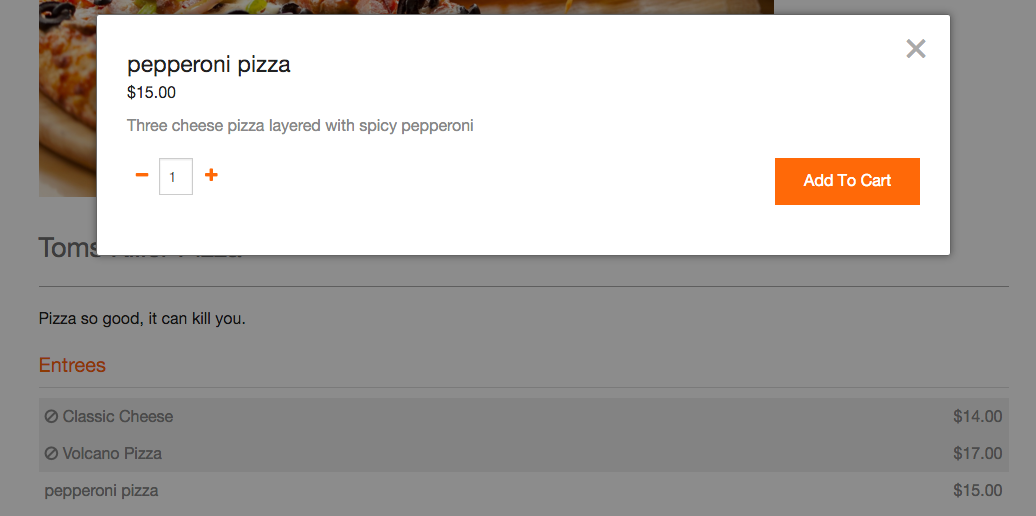 pepperoni pizza
$15.00
Three cheese pizza layered with spicy pepperoni
1
Add To Cart
Toms Pizza
Pizza so good, it can kill you.
Entrees
Classic Cheese $14.00
Volcano Pizza $17.00
pepperoni pizza $15.00